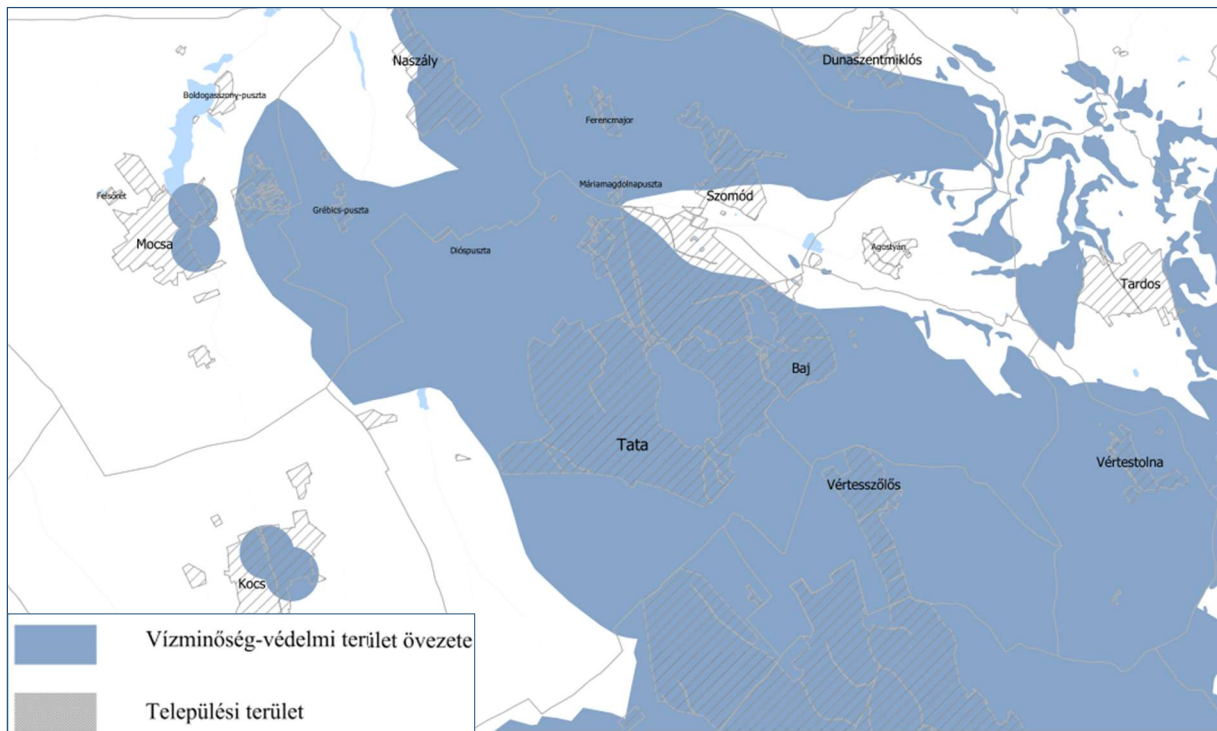 Naszály
Dunaszentmiklós
Boldogasszony-puszta
Ferencmajor
Máriamagdolnapuszta
Felsőrét
Szomód
Grébics-puszta
Mocsa
Dióspuszta
Agostyán
Tardos
Baj
Tata
Vértestolna
Vértesszőlős
Kocs
Vízminőség-védelmi terület övezete
Települési terület